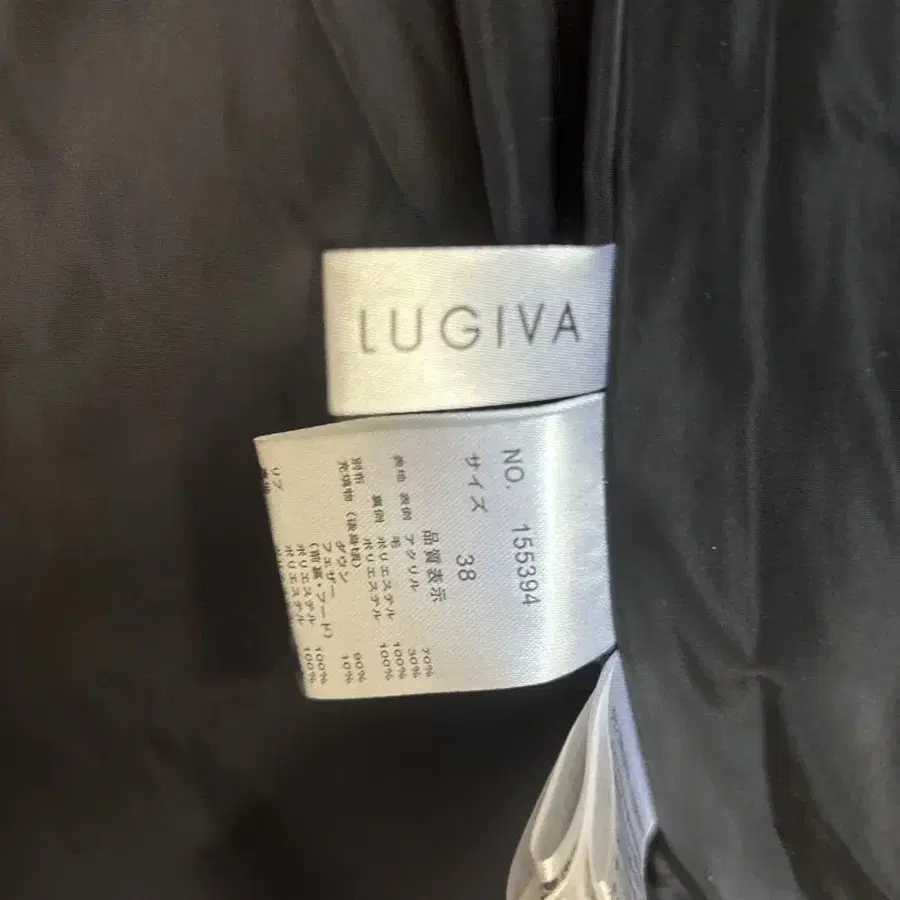 LUGIVA
NO. 155394
サイズ 38
品質表示
表地 表側 アクリル 70%
毛 30%
裏側 ポリエステル 100%
別布 ポリエステル 100%
充填物 (後身頃)
ダウン 90%
フェザー 10%
フード)
ポリエステル 100%
リブ ポリエステル 100%